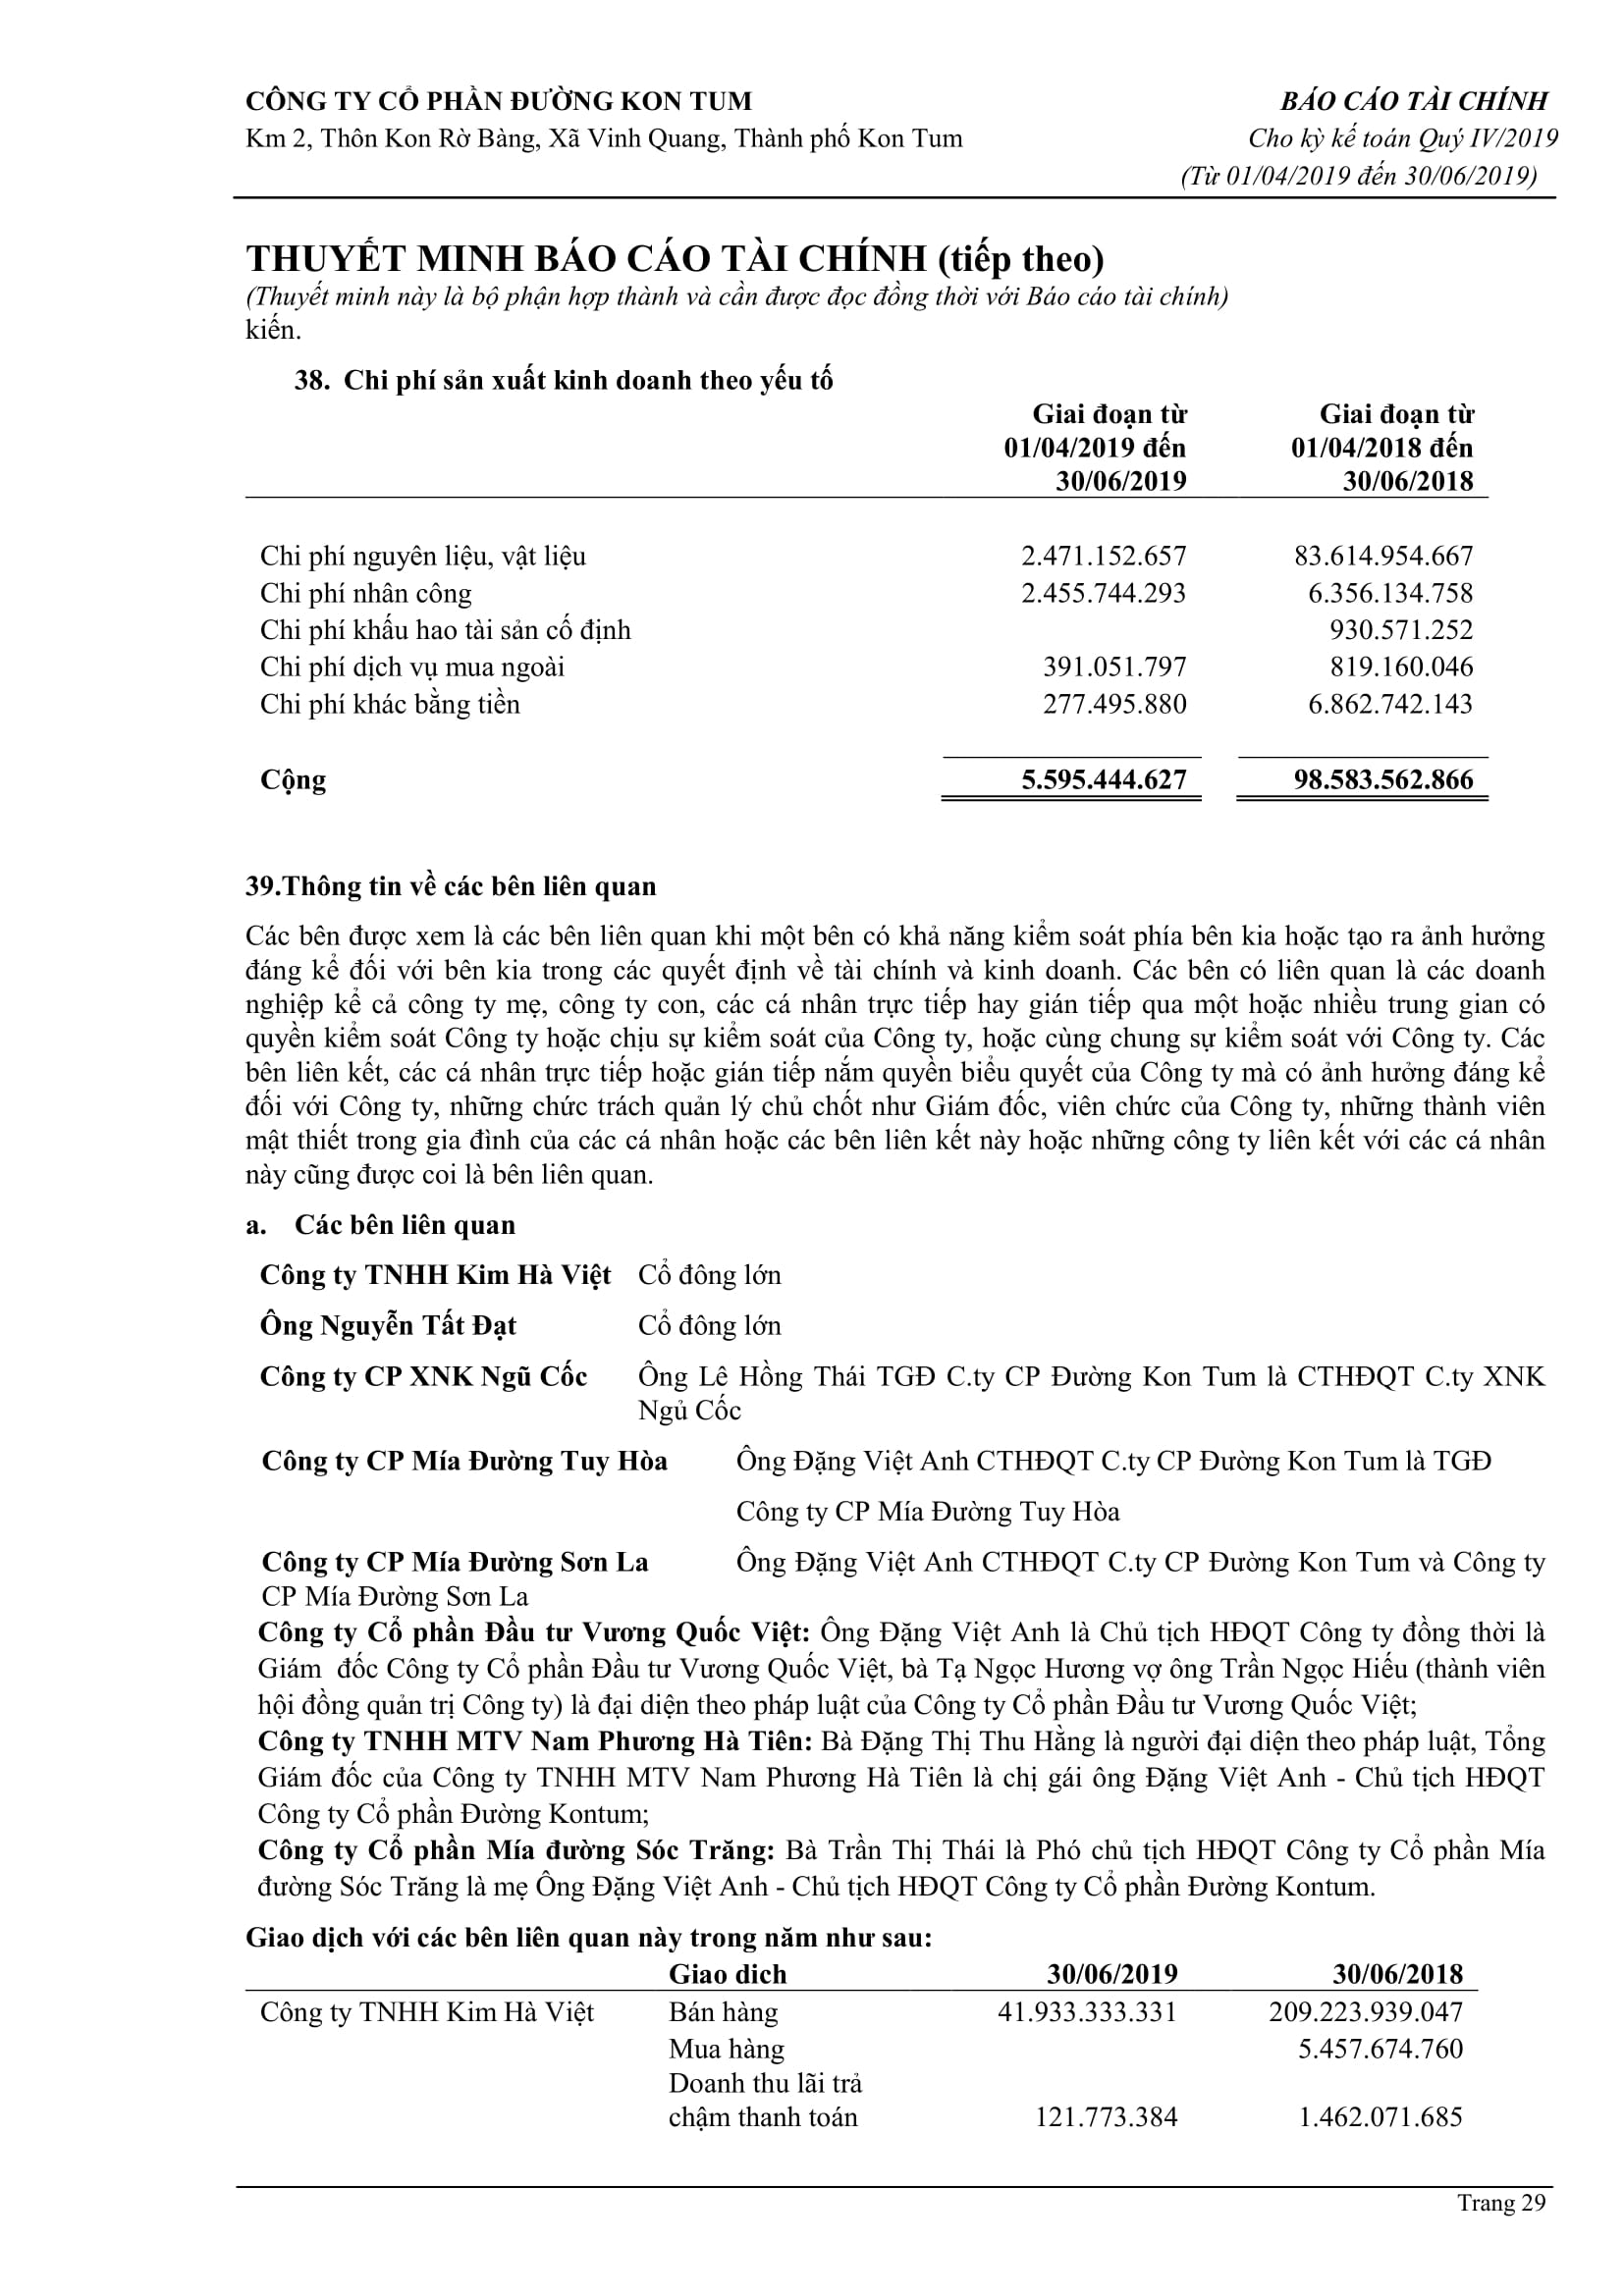 CÔNG TY CỔ PHẦN ĐƯỜNG KON TUM BÁO CÁO TÀI CHÍNH
Km 2, Thôn Kon Rờ Bàng, Xã Vinh Quang, Thành phố Kon Tum Cho kỳ kế toán Quý IV/2019
(Từ 01/04/2019 đến 30/06/2019)
THUYẾT MINH BÁO CÁO TÀI CHÍNH (tiếp theo)
(Thuyết minh này là bộ phận hợp thành và cần được đọc đồng thời với Báo cáo tài chính)
kiến.
38. Chi phí sản xuất kinh doanh theo yếu tố
Giai đoạn từ Giai đoạn từ
01/04/2019 đến 01/04/2018 đến
30/06/2019 30/06/2018
Chi phí nguyên liệu, vật liệu 2.471.152.657 83.614.954.667
Chi phí nhân công 2.455.744.293 6.356.134.758
Chi phí khấu hao tài sản cố định 930.571.252
Chi phí dịch vụ mua ngoài 391.051.797 819.160.046
Chi phí khác bằng tiền 277.495.880 6.862.742.143
Cộng 5.595.444.627 98.583.562.866
39.Thông tin về các bên liên quan
Các bên được xem là các bên liên quan khi một bên có khả năng kiểm soát phía bên kia hoặc tạo ra ảnh hưởng
đáng kể đối với bên kia trong các quyết định về tài chính và kinh doanh. Các bên có liên quan là các doanh
nghiệp kể cả công ty mẹ, công ty con, các cá nhân trực tiếp hay gián tiếp qua một hoặc nhiều trung gian có
quyền kiểm soát Công ty hoặc chịu sự kiểm soát của Công ty, hoặc cùng chung sự kiểm soát với Công ty. Các
bên liên kết, các cá nhân trực tiếp hoặc gián tiếp nắm quyền biểu quyết của Công ty mà có ảnh hưởng đáng kể
đối với Công ty, những chức trách quản lý chủ chốt như Giám đốc, viên chức của Công ty, những thành viên
mật thiết trong gia đình của các cá nhân hoặc các bên liên kết này hoặc những công ty liên kết với các cá nhân
này cũng được coi là bên liên quan.
a. Các bên liên quan
Công ty TNHH Kim Hà Việt Cổ đông lớn
Ông Nguyễn Tất Đạt Cổ đông lớn
Công ty CP XNK Ngũ Cốc Ông Lê Hồng Thái TGĐ C.ty CP Đường Kon Tum là CTHĐQT C.ty XNK
Ngủ Cốc
Công ty CP Mía Đường Tuy Hòa Ông Đặng Việt Anh CTHĐQT C.ty CP Đường Kon Tum là TGĐ
Công ty CP Mía Đường Tuy Hòa
Công ty CP Mía Đường Sơn La Ông Đặng Việt Anh CTHĐQT C.ty CP Đường Kon Tum và Công ty
CP Mía Đường Sơn La
Công ty Cổ phần Đầu tư Vương Quốc Việt: Ông Đặng Việt Anh là Chủ tịch HĐQT Công ty đồng thời là
Giám đốc Công ty Cổ phần Đầu tư Vương Quốc Việt, bà Tạ Ngọc Hương vợ ông Trần Ngọc Hiếu (thành viên
hội đồng quản trị Công ty) là đại diện theo pháp luật của Công ty Cổ phần Đầu tư Vương Quốc Việt;
Công ty TNHH MTV Nam Phương Hà Tiên: Bà Đặng Thị Thu Hằng là người đại diện theo pháp luật, Tổng
Giám đốc của Công ty TNHH MTV Nam Phương Hà Tiên là chị gái ông Đặng Việt Anh - Chủ tịch HĐQT
Công ty Cổ phần Đường Kontum;
Công ty Cổ phần Mía đường Sóc Trăng: Bà Trần Thị Thái là Phó chủ tịch HĐQT Công ty Cổ phần Mía
đường Sóc Trăng là mẹ Ông Đặng Việt Anh - Chủ tịch HĐQT Công ty Cổ phần Đường Kontum.
Giao dịch với các bên liên quan này trong năm như sau:
Giao dich 30/06/2019 30/06/2018
Công ty TNHH Kim Hà Việt Bán hàng 41.933.333.331 209.223.939.047
Mua hàng 5.457.674.760
Doanh thu lãi trả
chậm thanh toán 121.773.384 1.462.071.685
Trang 29